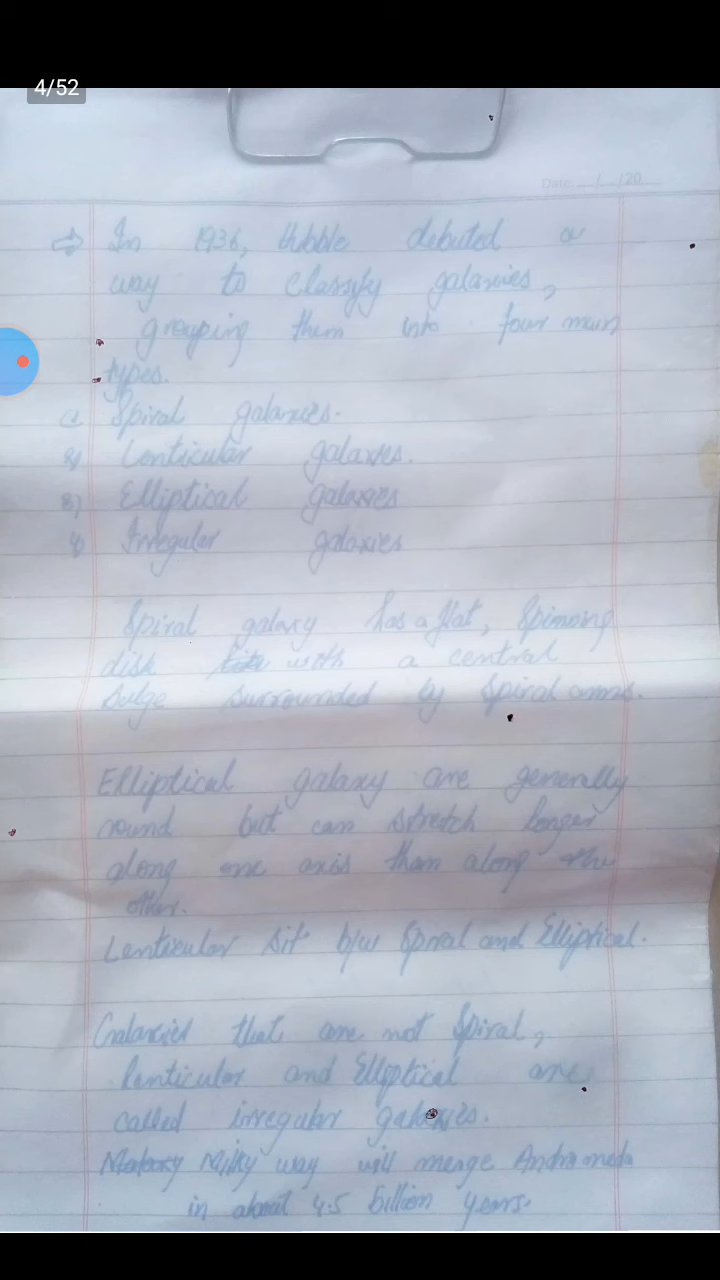 4/52
Date __/__/20__
⇒ In 1936, Hubble debuted a
way to classify galaxies,
grouping them into four main
types.
Spiral galaxies.
2) Lenticular galaxies.
3) Elliptical galaxies
4) Irregular galaxies
Spiral galaxy has a flat, spinning
disk with a central
bulge surrounded by spiral arms.
Elliptical galaxy are generally
round but can stretch longer
along one axis than along the
other.
Lenticular sit b/w Spiral and Elliptical.
Galaxies that are not Spiral,
lenticular and Elliptical are
called irregular galaxies.
Milky way will merge Andromeda
in about 4.5 billion years.